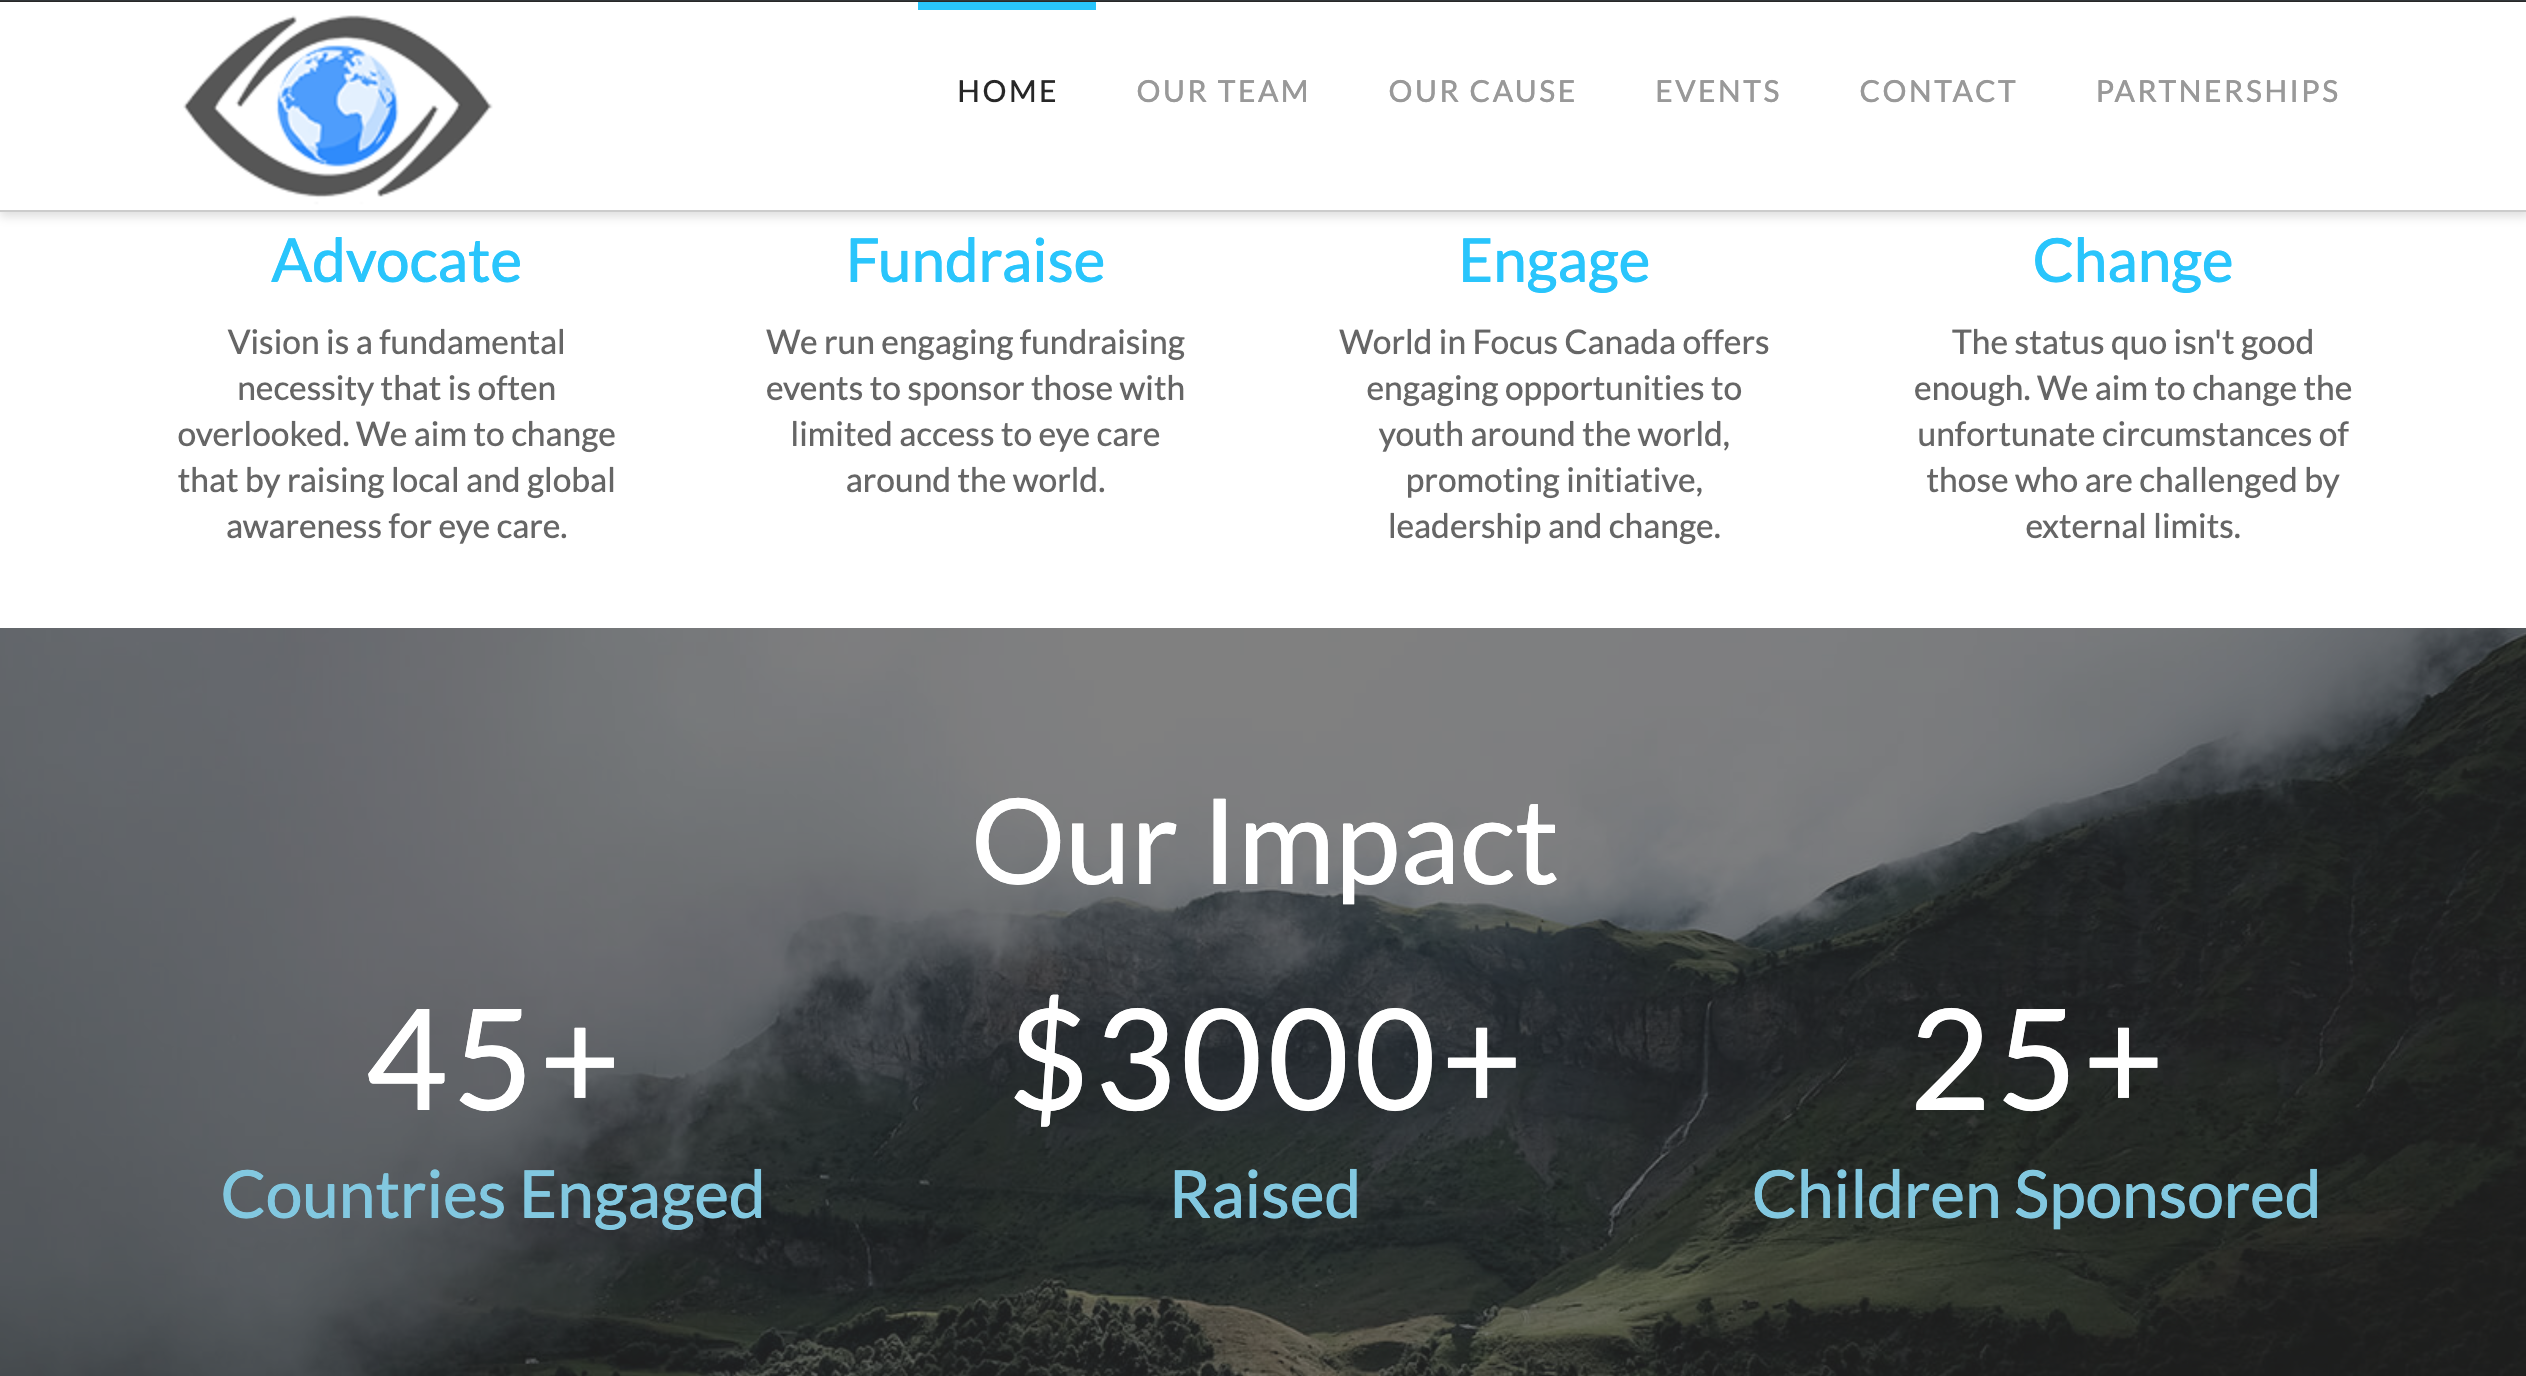 HOME OUR TEAM OUR CAUSE EVENTS CONTACT PARTNERSHIPS
Advocate
Vision is a fundamental
necessity that is often
overlooked. We aim to change
that by raising local and global
awareness for eye care.
Fundraise
We run engaging fundraising
events to sponsor those with
limited access to eye care
around the world.
Engage
World in Focus Canada offers
engaging opportunities to
youth around the world,
promoting initiative,
leadership and change.
Change
The status quo isn't good
enough. We aim to change the
unfortunate circumstances of
those who are challenged by
external limits.
Our Impact
45+
Countries Engaged
$3000+
Raised
25+
Children Sponsored